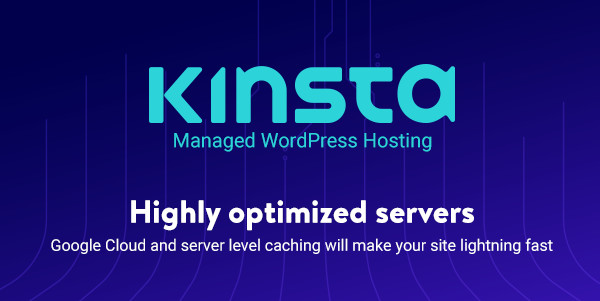 Kinsta
Managed WordPress Hosting
Highly optimized servers
Google Cloud and server level caching will make your site lightning fast